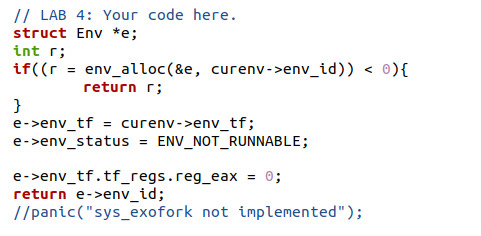 // LAB 4: Your code here.
struct Env *e;
int r;
if((r = env_alloc(&e, curenv->env_id)) < 0){
        return r;
}
e->env_tf = curenv->env_tf;
e->env_status = ENV_NOT_RUNNABLE;

e->env_tf.tf_regs.reg_eax = 0;
return e->env_id;
//panic("sys_exofork not implemented");